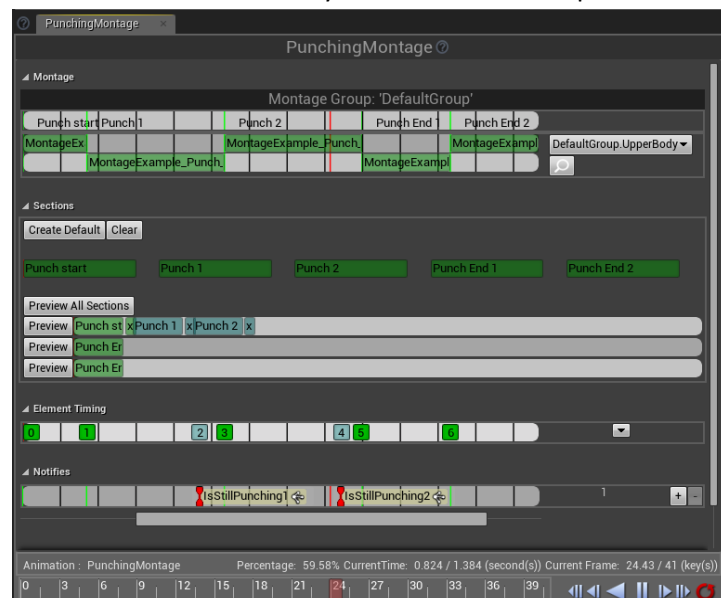 PunchingMontage ×
PunchingMontage
Montage
Montage Group: 'DefaultGroup'
Punch start Punch 1 Punch 2 Punch End 1 Punch End 2
MontageEx MontageExample_Punch_ MontageExampl DefaultGroup.UpperBody
MontageExample_Punch_ MontageExampl
Sections
Create Default Clear
Punch start Punch 1 Punch 2 Punch End 1 Punch End 2
Preview All Sections
Preview Punch st x Punch 1 x Punch 2 x
Preview Punch Er
Preview Punch Er
Element Timing
0 1 2 3 4 5 6
Notifies
IsStillPunching1 IsStillPunching2 1 + -
Animation : PunchingMontage Percentage: 59.58% CurrentTime: 0.824 / 1.384 (second(s)) Current Frame: 24.43 / 41 (key(s))
0 3 6 9 12 15 18 21 24 27 30 33 36 39